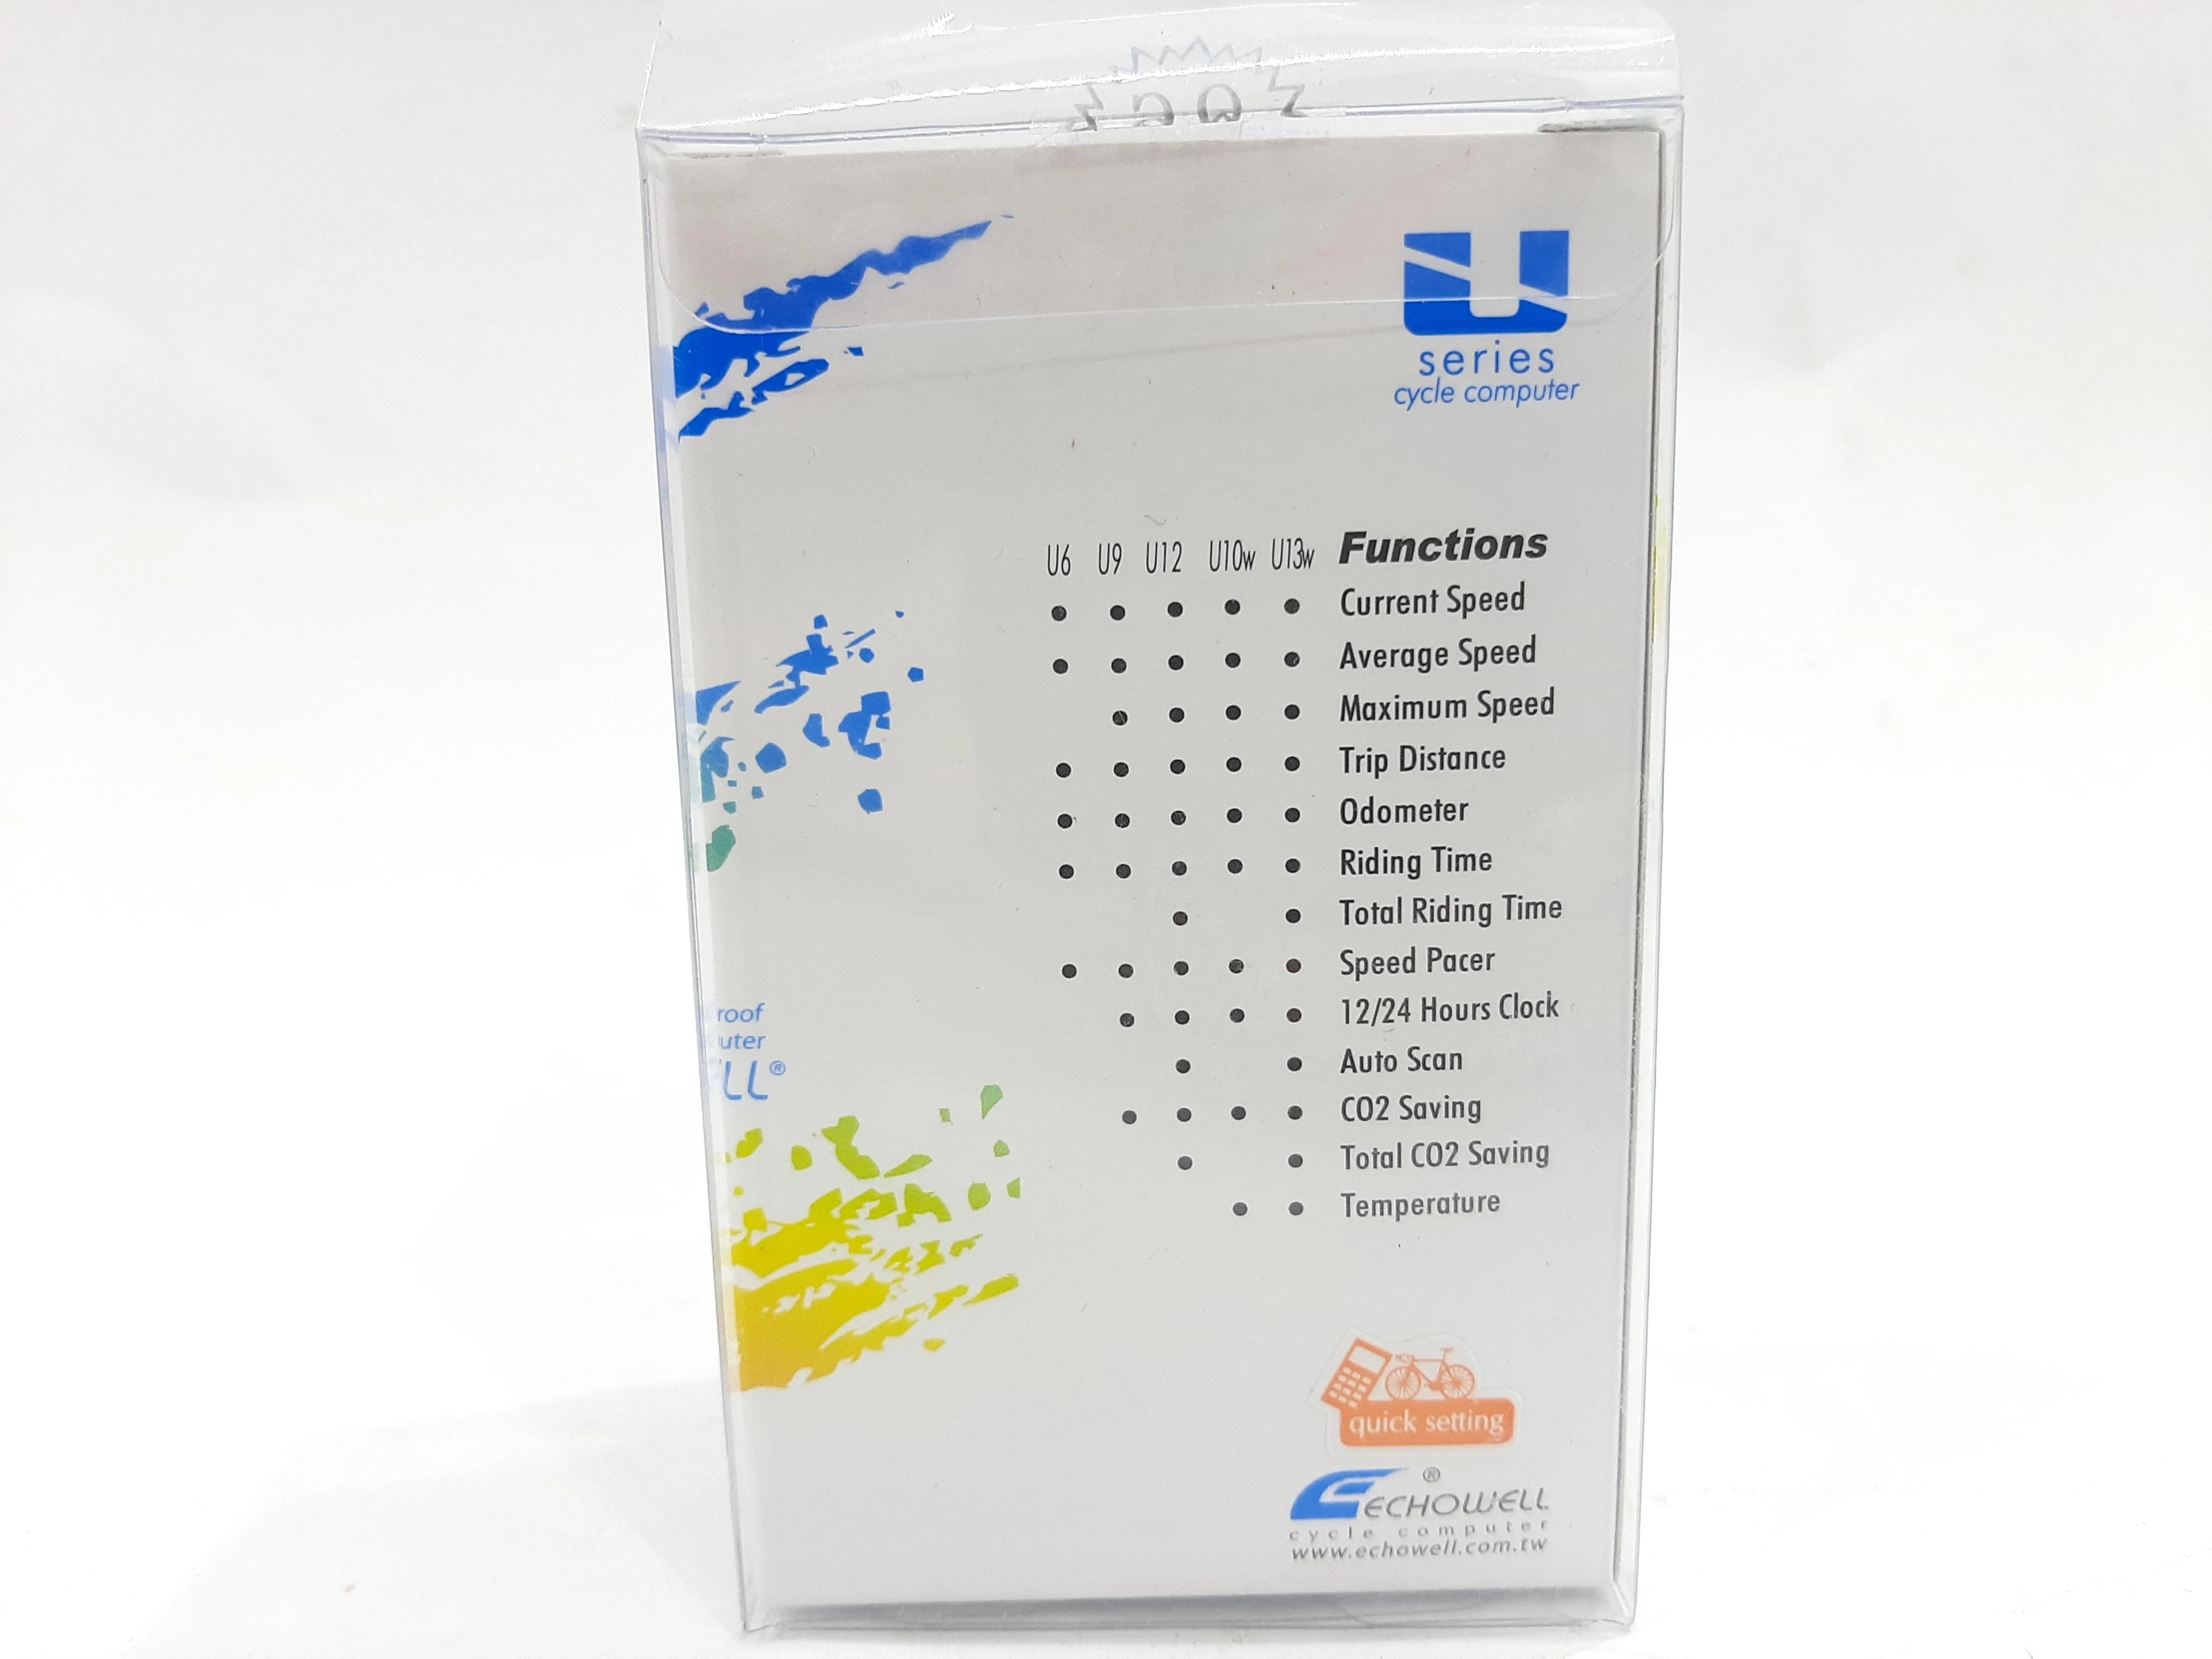 U
series
cycle computer
U6 U9 U12 U10w U13w Functions
● ● ● ● ● Current Speed
● ● ● ● ● Average Speed
● ● ● ● Maximum Speed
● ● ● ● ● Trip Distance
● ● ● ● ● Odometer
● ● ● ● ● Riding Time
● ● Total Riding Time
● ● ● ● ● Speed Pacer
● ● ● ● 12/24 Hours Clock
● ● Auto Scan
● ● ● ● CO2 Saving
● ● Total CO2 Saving
● ● Temperature
roof
uter
LL®
quick setting
ECHOWELL®
cycle computer
www.echowell.com.tw